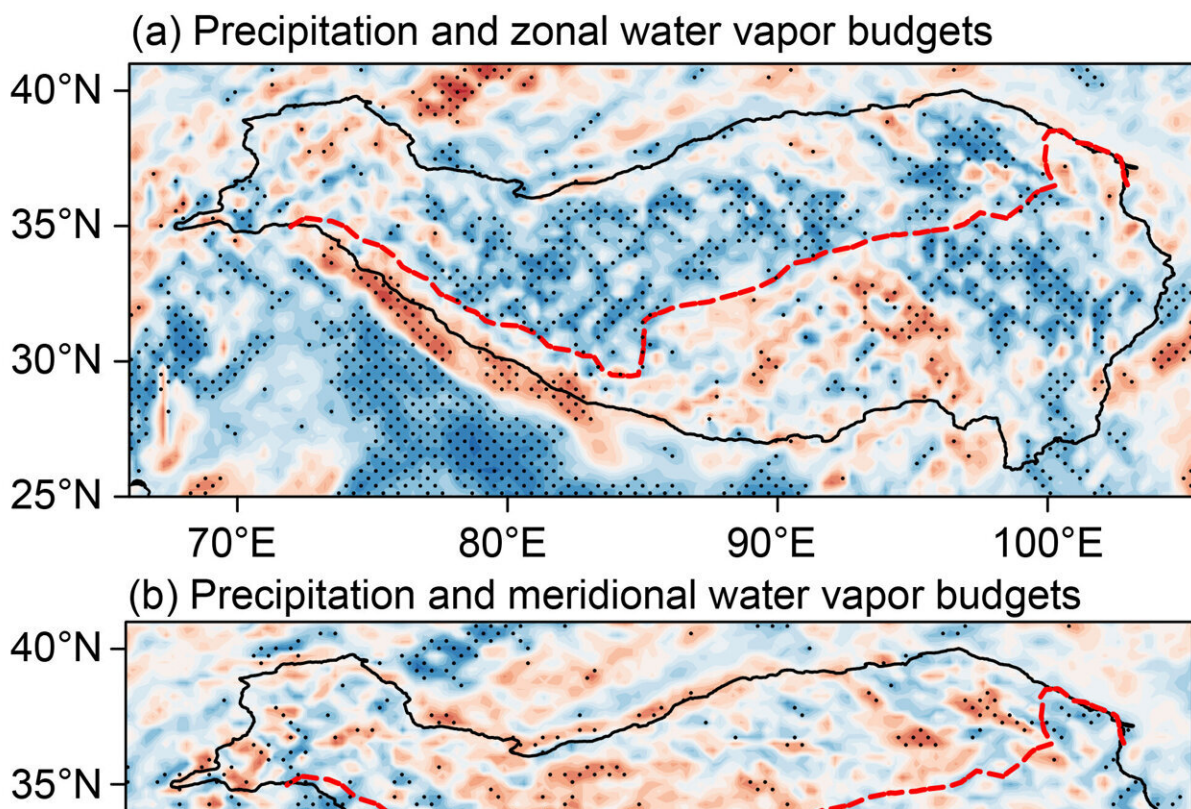 (a) Precipitation and zonal water vapor budgets
40°N
35°N
30°N
25°N
70°E 80°E 90°E 100°E
(b) Precipitation and meridional water vapor budgets
40°N
35°N